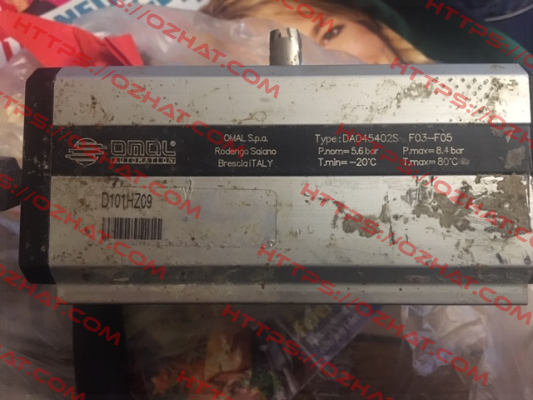 OMAL
AUTOMATION
OMAL S.p.a.
Rodengo Saiano
Brescia ITALY
Type:DA045402S F03-F05
P.norm= 5,6 bar P.max= 8,4 bar
T.min= -20°C T.max= 80°C
D101HZ09
HTTPS://OZHAT.COM